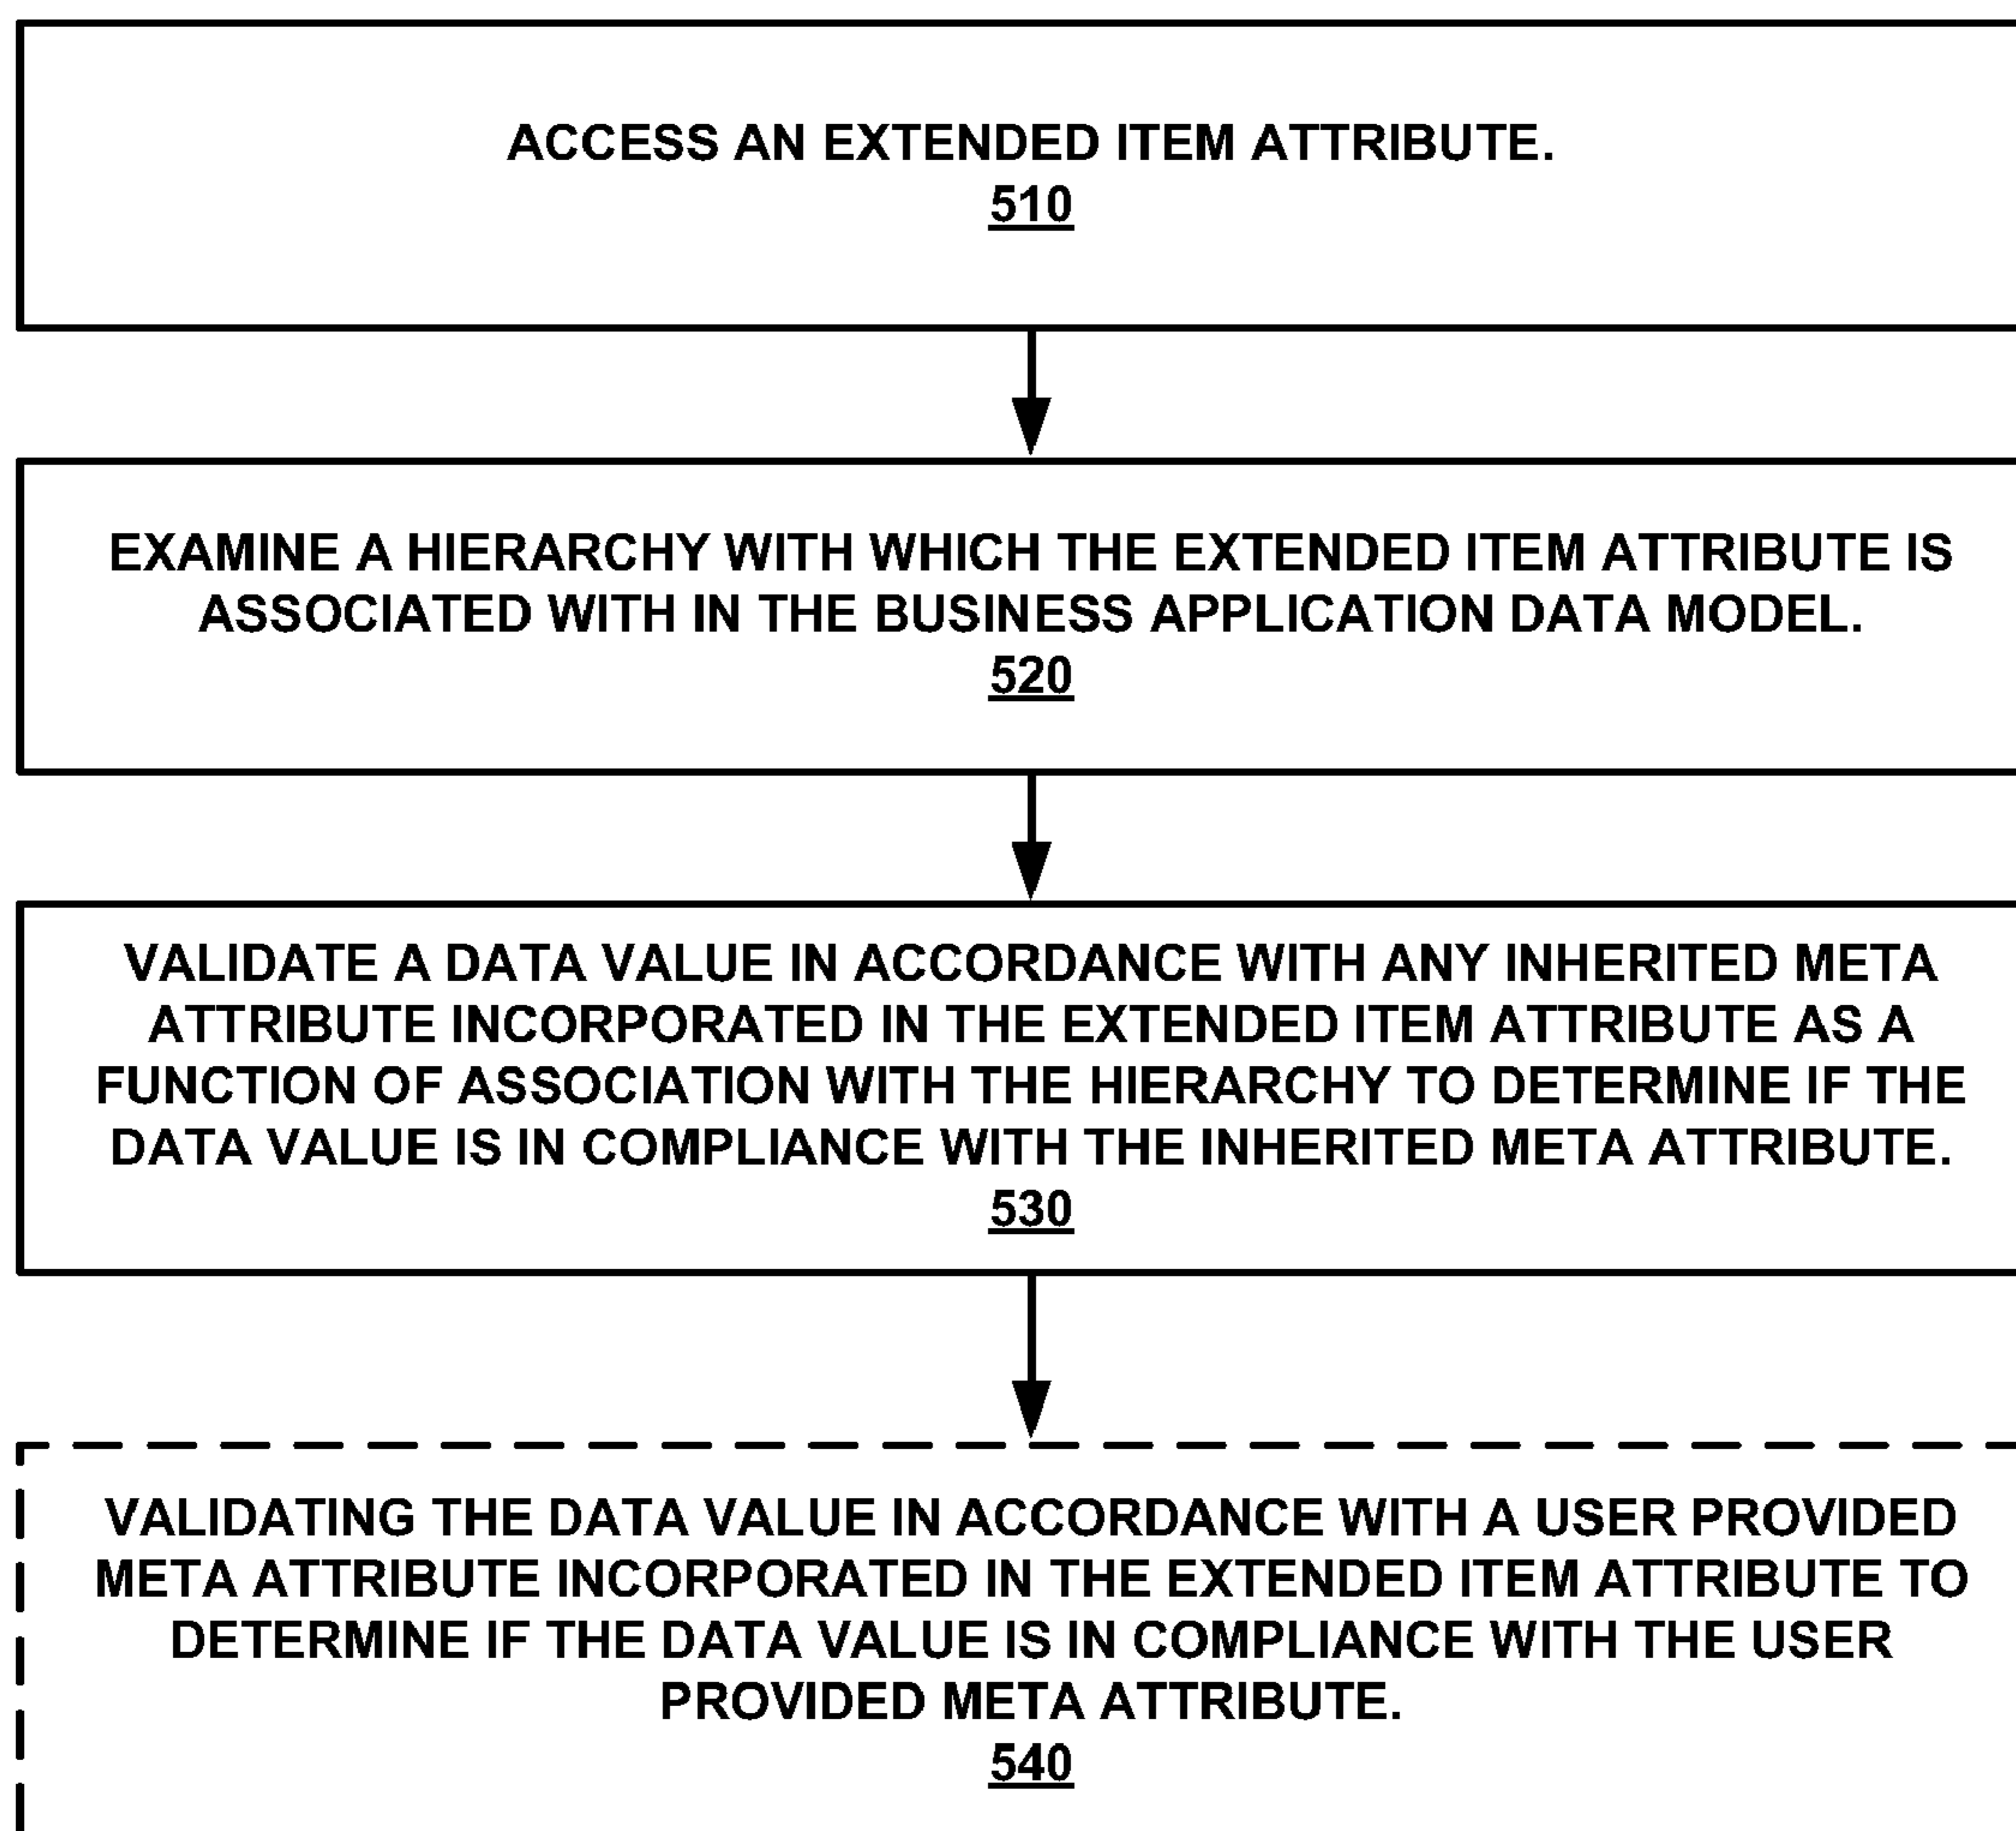 ACCESS AN EXTENDED ITEM ATTRIBUTE.
510
EXAMINE A HIERARCHY WITH WHICH THE EXTENDED ITEM ATTRIBUTE IS
ASSOCIATED WITH IN THE BUSINESS APPLICATION DATA MODEL.
520
VALIDATE A DATA VALUE IN ACCORDANCE WITH ANY INHERITED META
ATTRIBUTE INCORPORATED IN THE EXTENDED ITEM ATTRIBUTE AS A
FUNCTION OF ASSOCIATION WITH THE HIERARCHY TO DETERMINE IF THE
DATA VALUE IS IN COMPLIANCE WITH THE INHERITED META ATTRIBUTE.
530
VALIDATING THE DATA VALUE IN ACCORDANCE WITH A USER PROVIDED
META ATTRIBUTE INCORPORATED IN THE EXTENDED ITEM ATTRIBUTE TO
DETERMINE IF THE DATA VALUE IS IN COMPLIANCE WITH THE USER
PROVIDED META ATTRIBUTE.
540